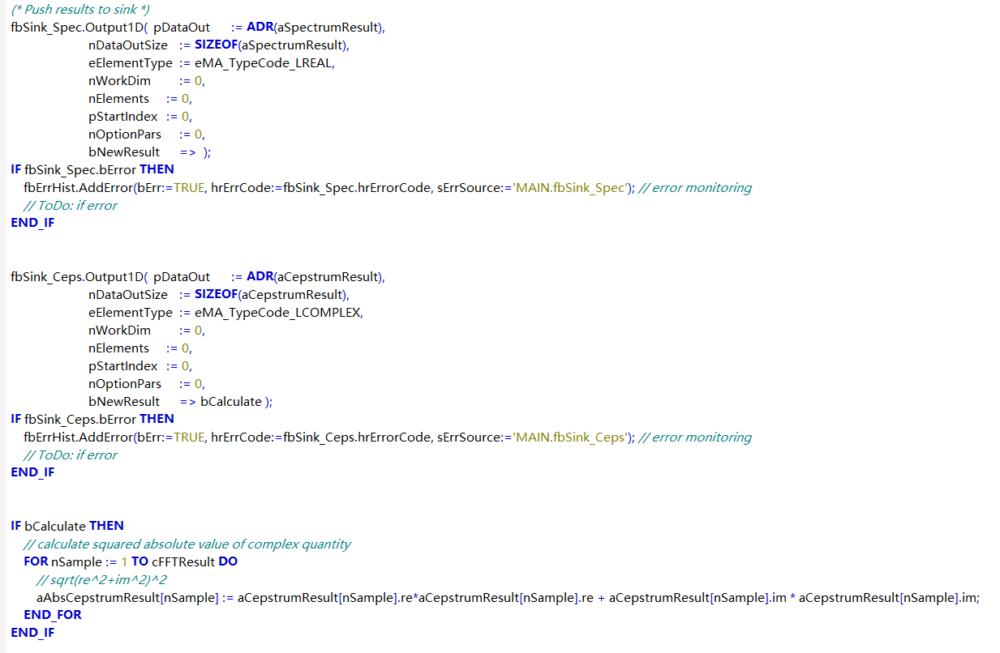 (* Push results to sink *)
fbSink_Spec.Output1D( pDataOut := ADR(aSpectrumResult),
nDataOutSize := SIZEOF(aSpectrumResult),
eElementType := eMA_TypeCode_LREAL,
nWorkDim := 0,
nElements := 0,
pStartIndex := 0,
nOptionPars := 0,
bNewResult => );
IF fbSink_Spec.bError THEN
fbErrHist.AddError(bErr:=TRUE, hrErrCode:=fbSink_Spec.hrErrorCode, sErrSource:='MAIN.fbSink_Spec'); // error monitoring
// ToDo: if error
END_IF
fbSink_Ceps.Output1D( pDataOut := ADR(aCepstrumResult),
nDataOutSize := SIZEOF(aCepstrumResult),
eElementType := eMA_TypeCode_LCOMPLEX,
nWorkDim := 0,
nElements := 0,
pStartIndex := 0,
nOptionPars := 0,
bNewResult => bCalculate );
IF fbSink_Ceps.bError THEN
fbErrHist.AddError(bErr:=TRUE, hrErrCode:=fbSink_Ceps.hrErrorCode, sErrSource:='MAIN.fbSink_Ceps'); // error monitoring
// ToDo: if error
END_IF
IF bCalculate THEN
// calculate squared absolute value of complex quantity
FOR nSample := 1 TO cFFTResult DO
// sqrt(re^2+im^2)^2
aAbsCepstrumResult[nSample] := aCepstrumResult[nSample].re*aCepstrumResult[nSample].re + aCepstrumResult[nSample].im * aCepstrumResult[nSample].im;
END_FOR
END_IF